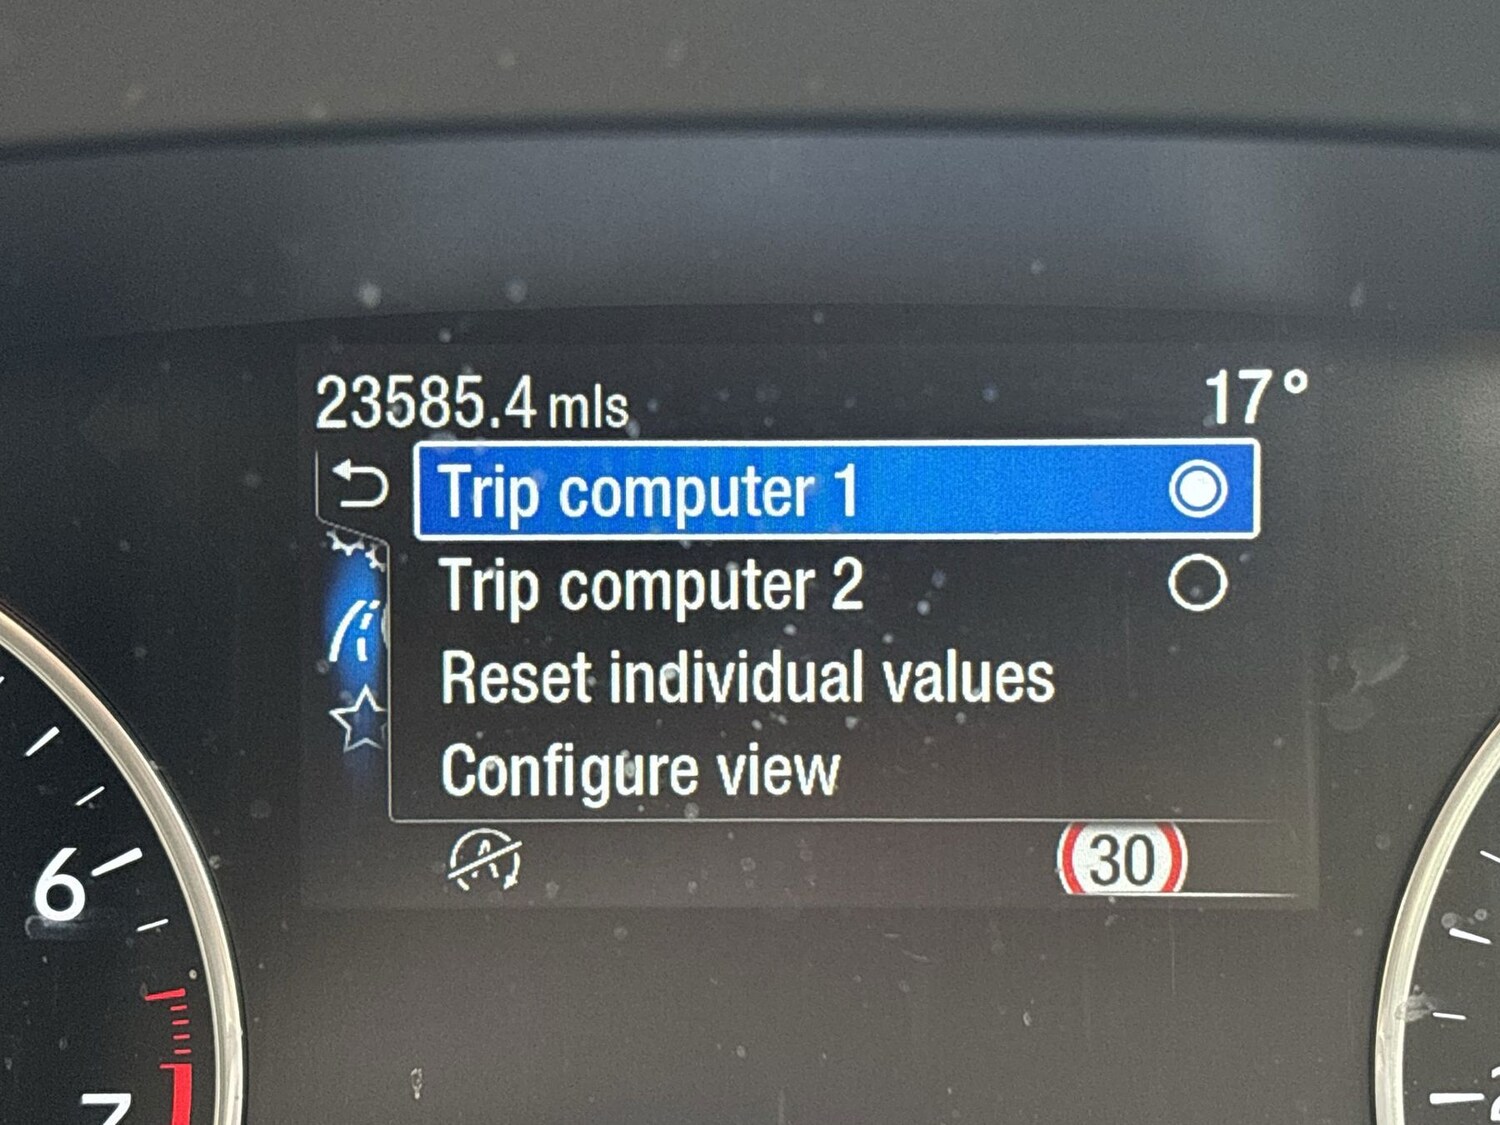 23585.4 mls 17°
Trip computer 1
Trip computer 2
Reset individual values
Configure view
A 30
6
7